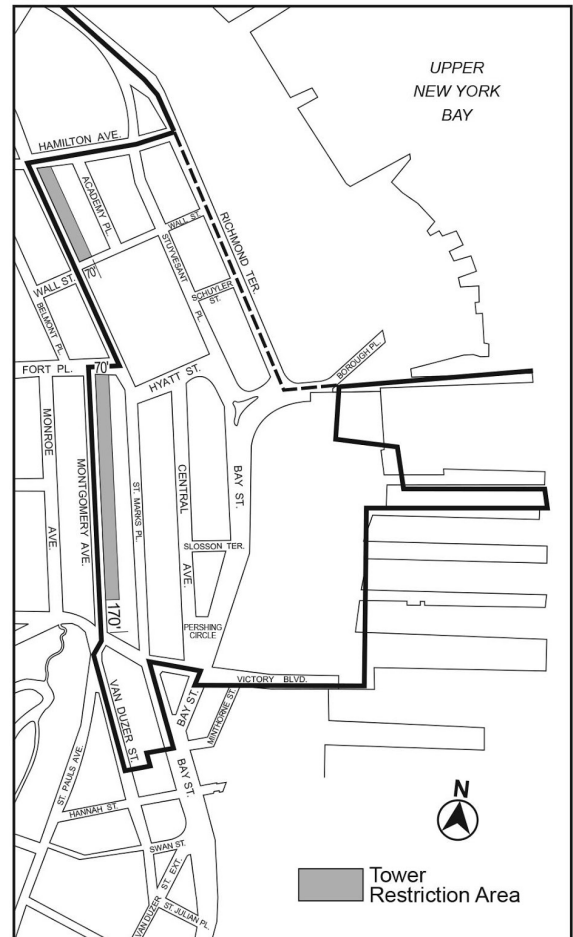 UPPER
NEW YORK
BAY
HAMILTON AVE.
ACADEMY PL.
WALL ST.
RICHMOND TER.
STUYVESANT PL.
70'
WALL ST.
SCHUYLER
ST.
BELMONT PL.
BOROUGH PL.
70'
FORT PL.
HYATT ST.
MONROE AVE.
MONTGOMERY AVE.
ST. MARKS PL.
CENTRAL AVE.
BAY ST.
SLOSSON TER.
170'
PERSHING
CIRCLE
VICTORY BLVD.
VAN DUZER ST.
BAY ST.
MINTHORNE ST.
ST. PAULS AVE.
BAY ST.
HANNAH ST.
SWAN ST.
VAN DUZER
ST. EXT.
ST. JULIAN PL.
N
Tower
Restriction Area